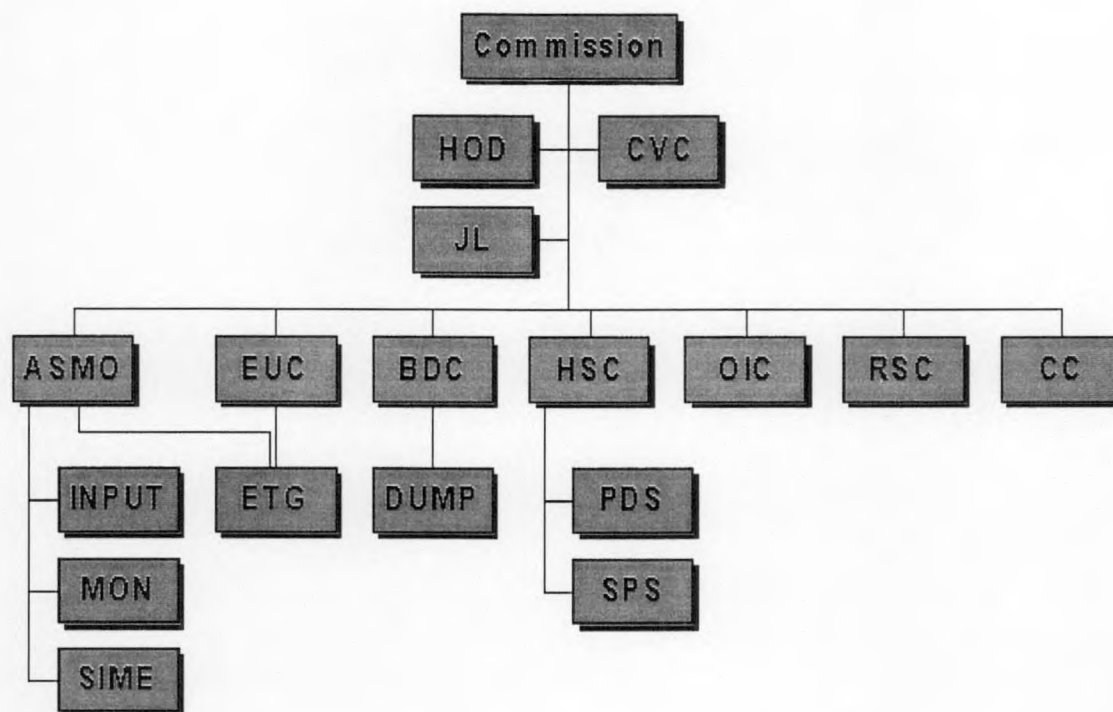 Commission
HOD
CVC
JL
ASMO
EUC
BDC
HSC
OIC
RSC
CC
INPUT
ETG
DUMP
PDS
MON
SPS
SIME